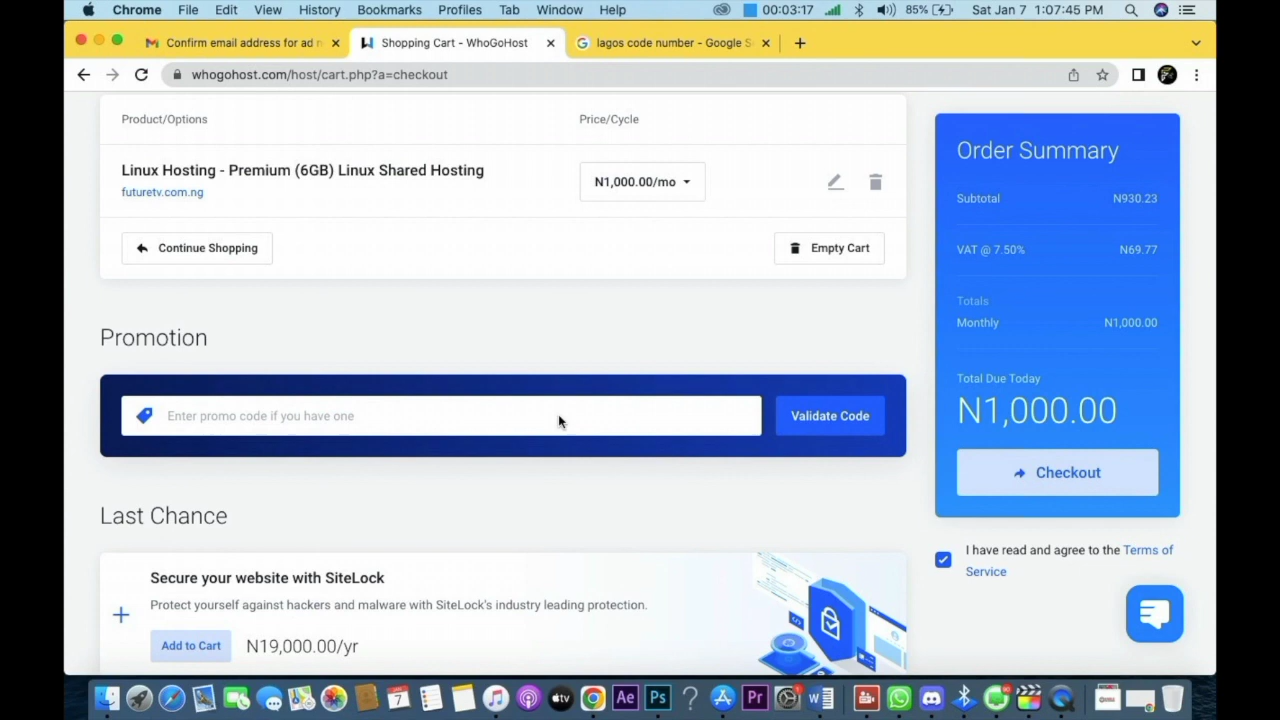 Chrome File Edit View History Bookmarks Profiles Tab Window Help 00:03:17 85% Sat Jan 7 1:07:45 PM
Confirm email address for ad Shopping Cart - WhoGoHost lagos code number - Google S
whogohost.com/host/cart.php?a=checkout
Product/Options Price/Cycle
Linux Hosting - Premium (6GB) Linux Shared Hosting
futuretv.com.ng
N1,000.00/mo
Continue Shopping
Empty Cart
Promotion
Enter promo code if you have one
Validate Code
Last Chance
Secure your website with SiteLock
Protect yourself against hackers and malware with SiteLock's industry leading protection.
Add to Cart N19,000.00/yr
Order Summary
Subtotal N930.23
VAT @ 7.50% N69.77
Totals
Monthly N1,000.00
Total Due Today
N1,000.00
Checkout
I have read and agree to the Terms of
Service
7 tv Ae Ps ? Pr W